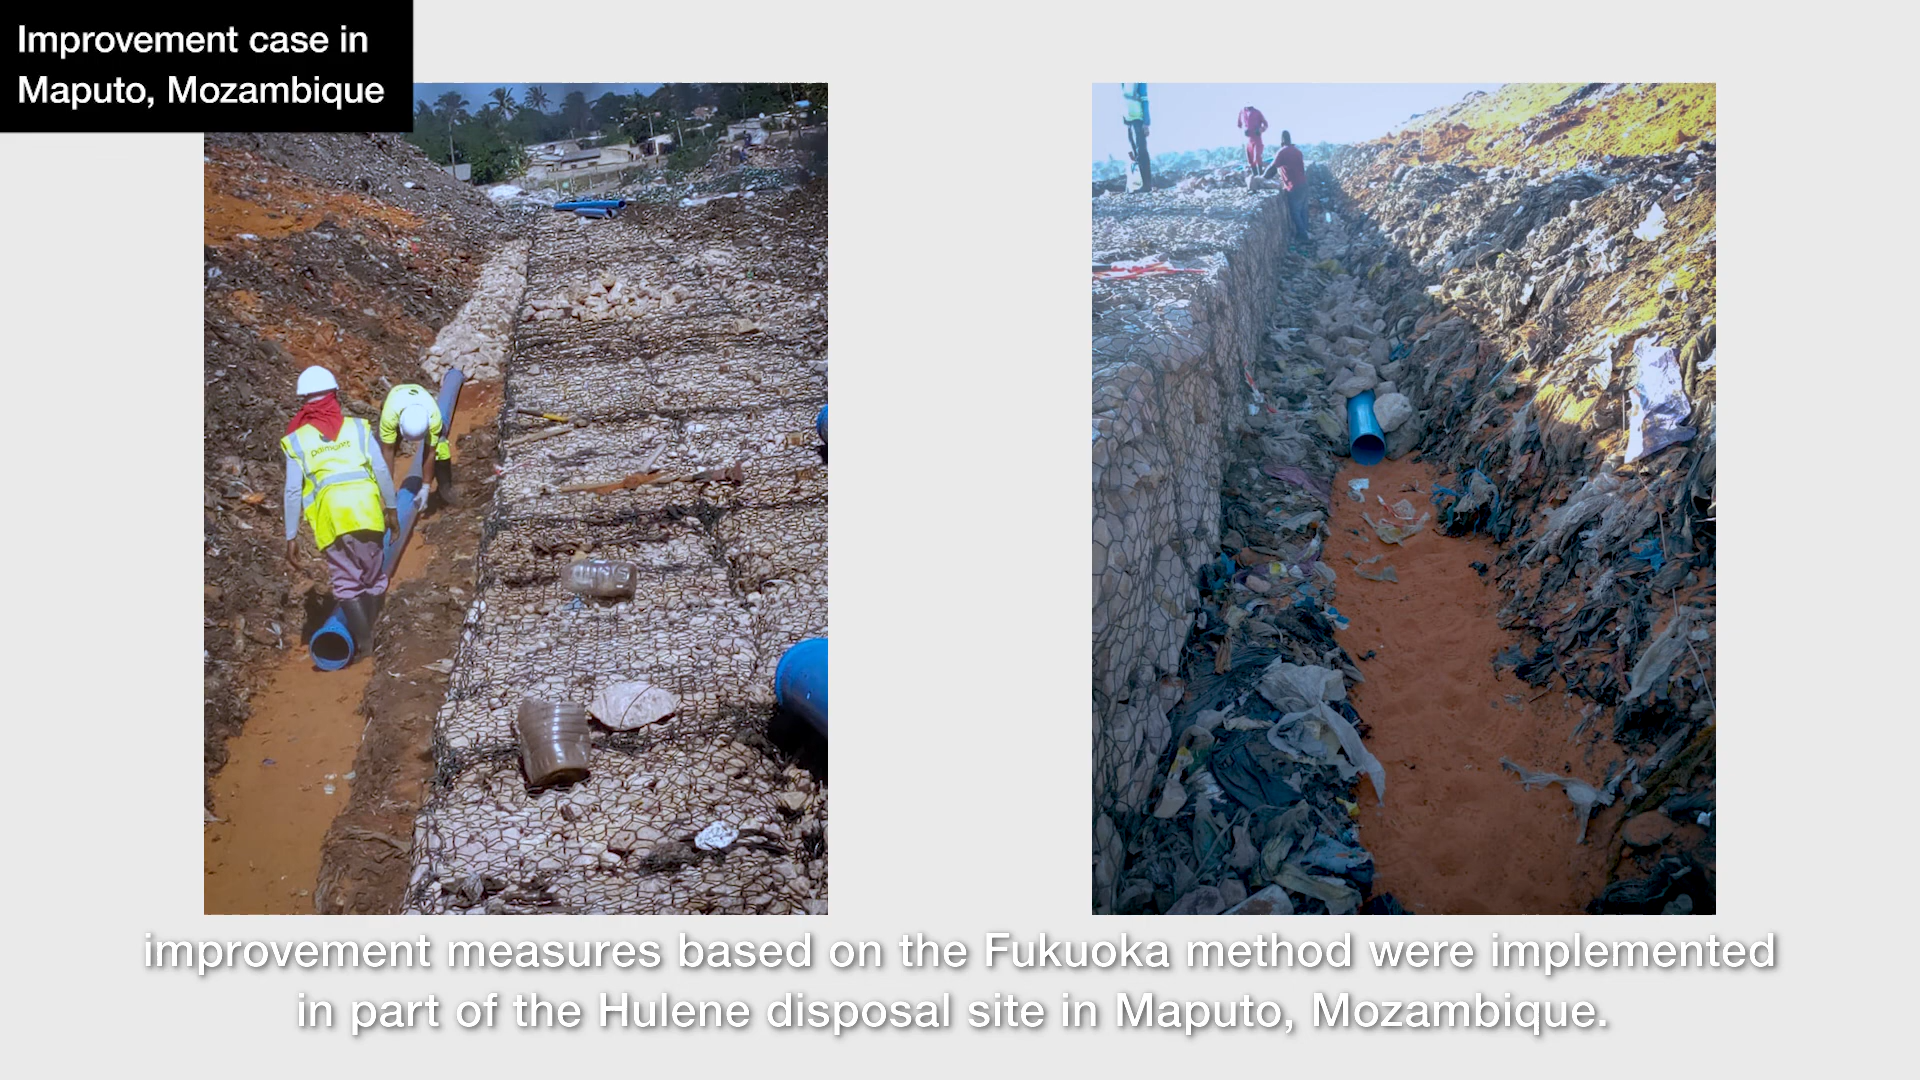 Improvement case in
Maputo, Mozambique
Dalmount
improvement measures based on the Fukuoka method were implemented
in part of the Hulene disposal site in Maputo, Mozambique.